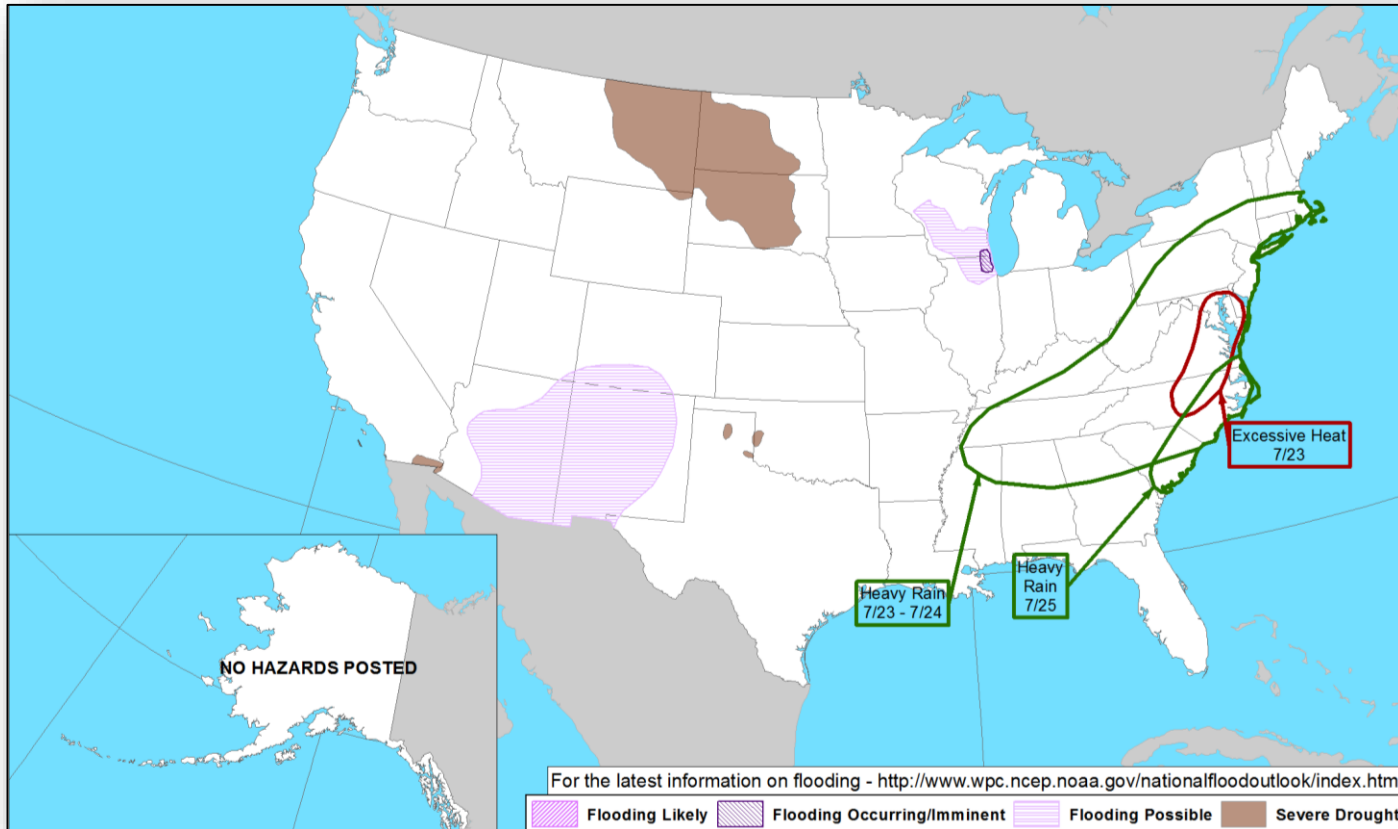 Excessive Heat
7/23
Heavy
Rain
7/25
Heavy Rain
7/23 - 7/24
NO HAZARDS POSTED
For the latest information on flooding - http://www.wpc.ncep.noaa.gov/nationalfloodoutlook/index.htm
Flooding Likely Flooding Occurring/Imminent Flooding Possible Severe Drought